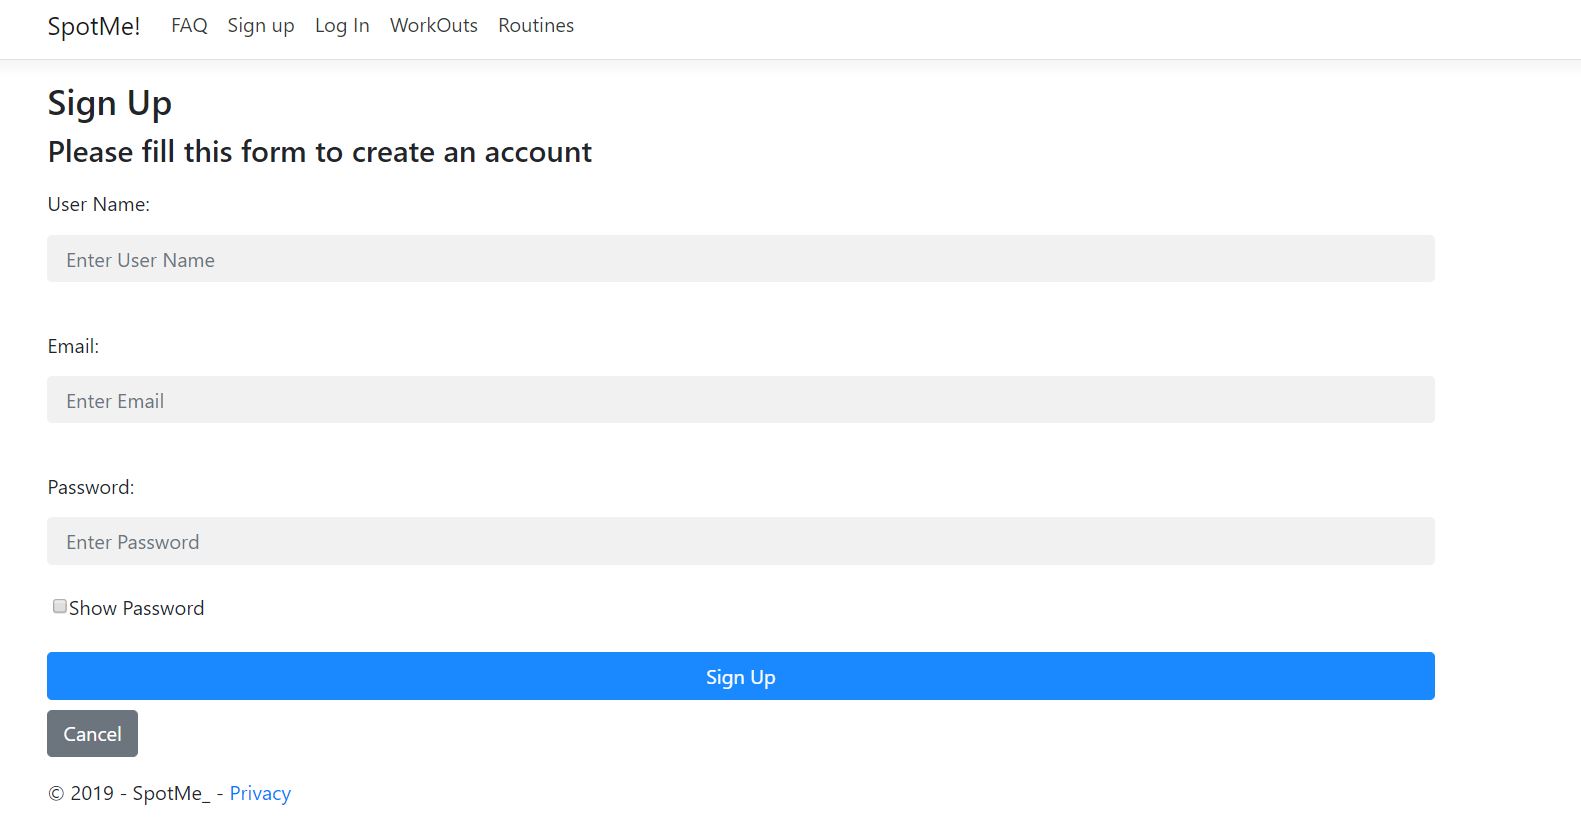 SpotMe! FAQ Sign up Log In WorkOuts Routines
Sign Up
Please fill this form to create an account
User Name:
Enter User Name
Email:
Enter Email
Password:
Enter Password
Show Password
Sign Up
Cancel
© 2019 - SpotMe_ - Privacy